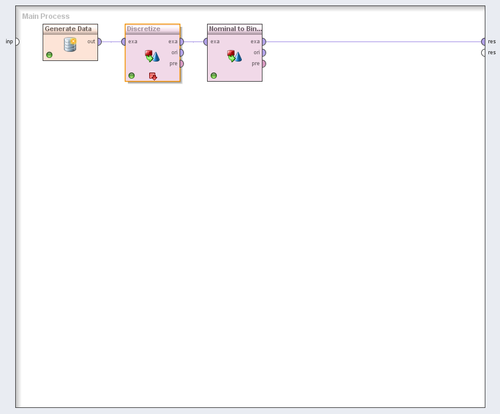 Main Process
Generate Data
Discretize
Nominal to Bin...
inp
out
exa
exa
exa
exa
res
ori
ori
res
pre
pre